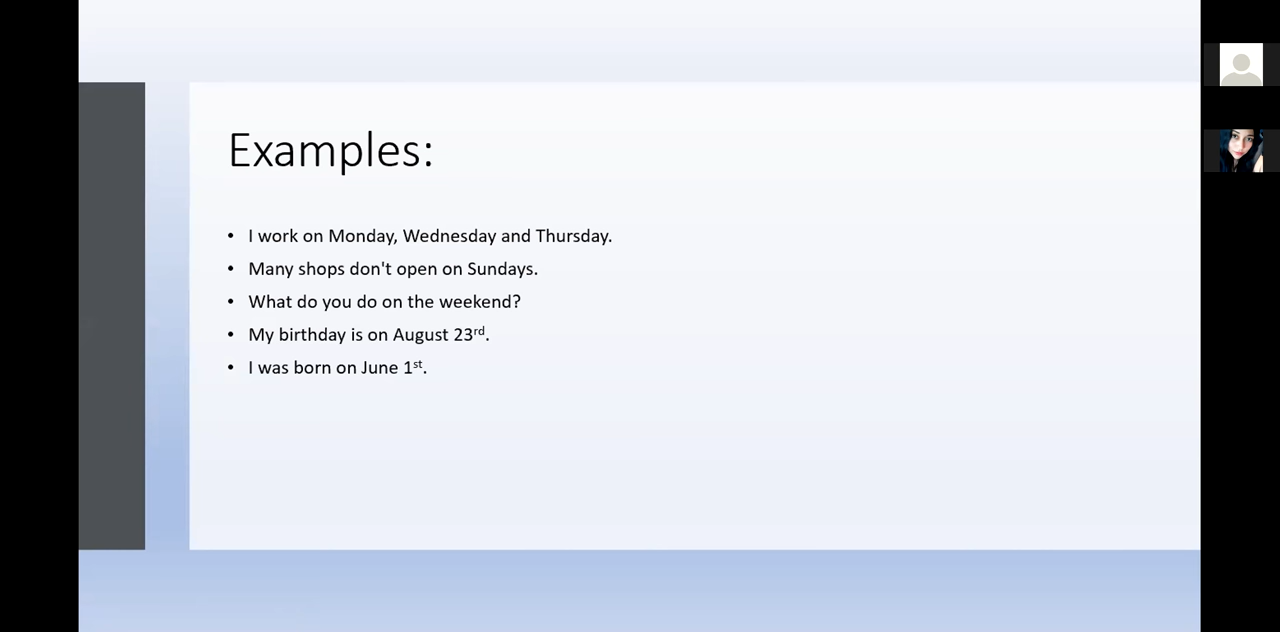 Examples:
• I work on Monday, Wednesday and Thursday.
• Many shops don't open on Sundays.
• What do you do on the weekend?
• My birthday is on August 23rd.
• I was born on June 1st.